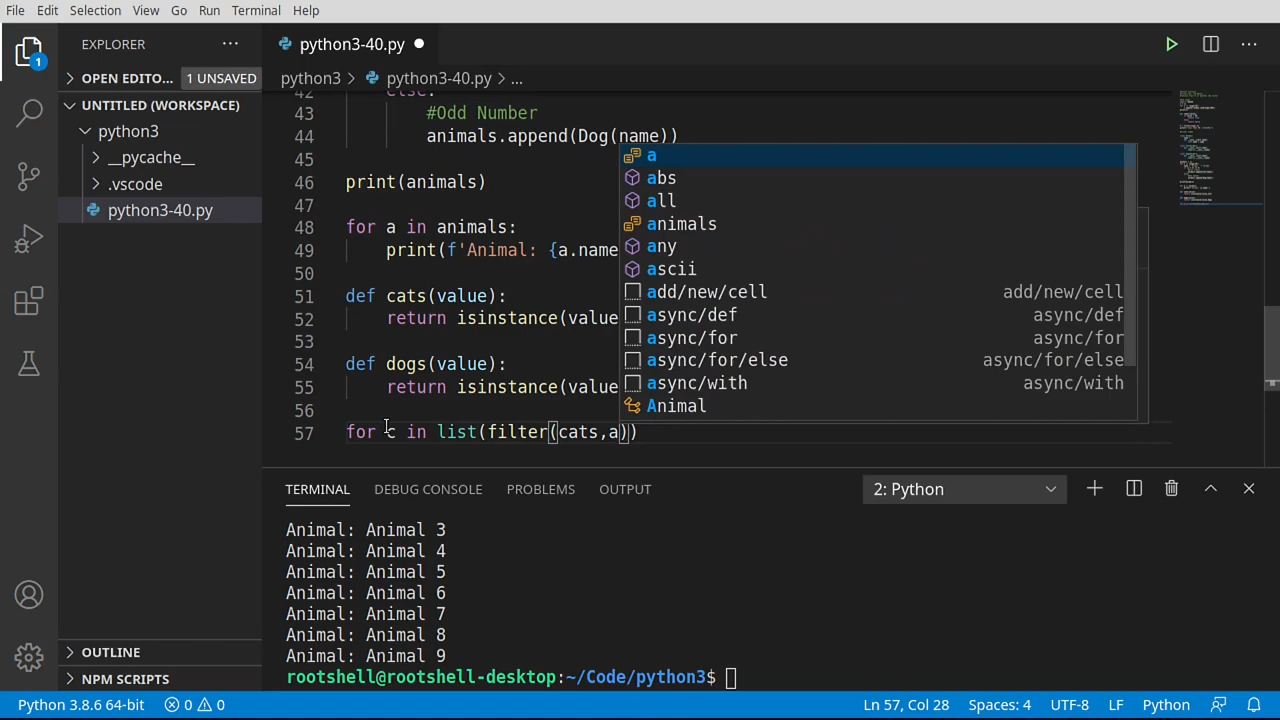 File Edit Selection View Go Run Terminal Help
EXPLORER
python3-40.py
OPEN EDITO... 1 UNSAVED
python3 > python3-40.py > ...
UNTITLED (WORKSPACE)
python3
__pycache__
.vscode
python3-40.py
42 else:
43 #Odd Number
44 animals.append(Dog(name))
45
46 print(animals)
47
48 for a in animals:
49 print(f'Animal: {a.name
50
51 def cats(value):
52 return isinstance(value
53
54 def dogs(value):
55 return isinstance(value
56
57 for c in list(filter(cats,a))
a
abs
all
animals
any
ascii
add/new/cell add/new/cell
async/def async/def
async/for async/for
async/for/else async/for/else
async/with async/with
Animal
TERMINAL DEBUG CONSOLE PROBLEMS OUTPUT 2: Python
Animal: Animal 3
Animal: Animal 4
Animal: Animal 5
Animal: Animal 6
Animal: Animal 7
Animal: Animal 8
Animal: Animal 9
rootshell@rootshell-desktop:~/Code/python3$
OUTLINE
NPM SCRIPTS
1
Python 3.8.6 64-bit 0 0 Ln 57, Col 28 Spaces: 4 UTF-8 LF Python